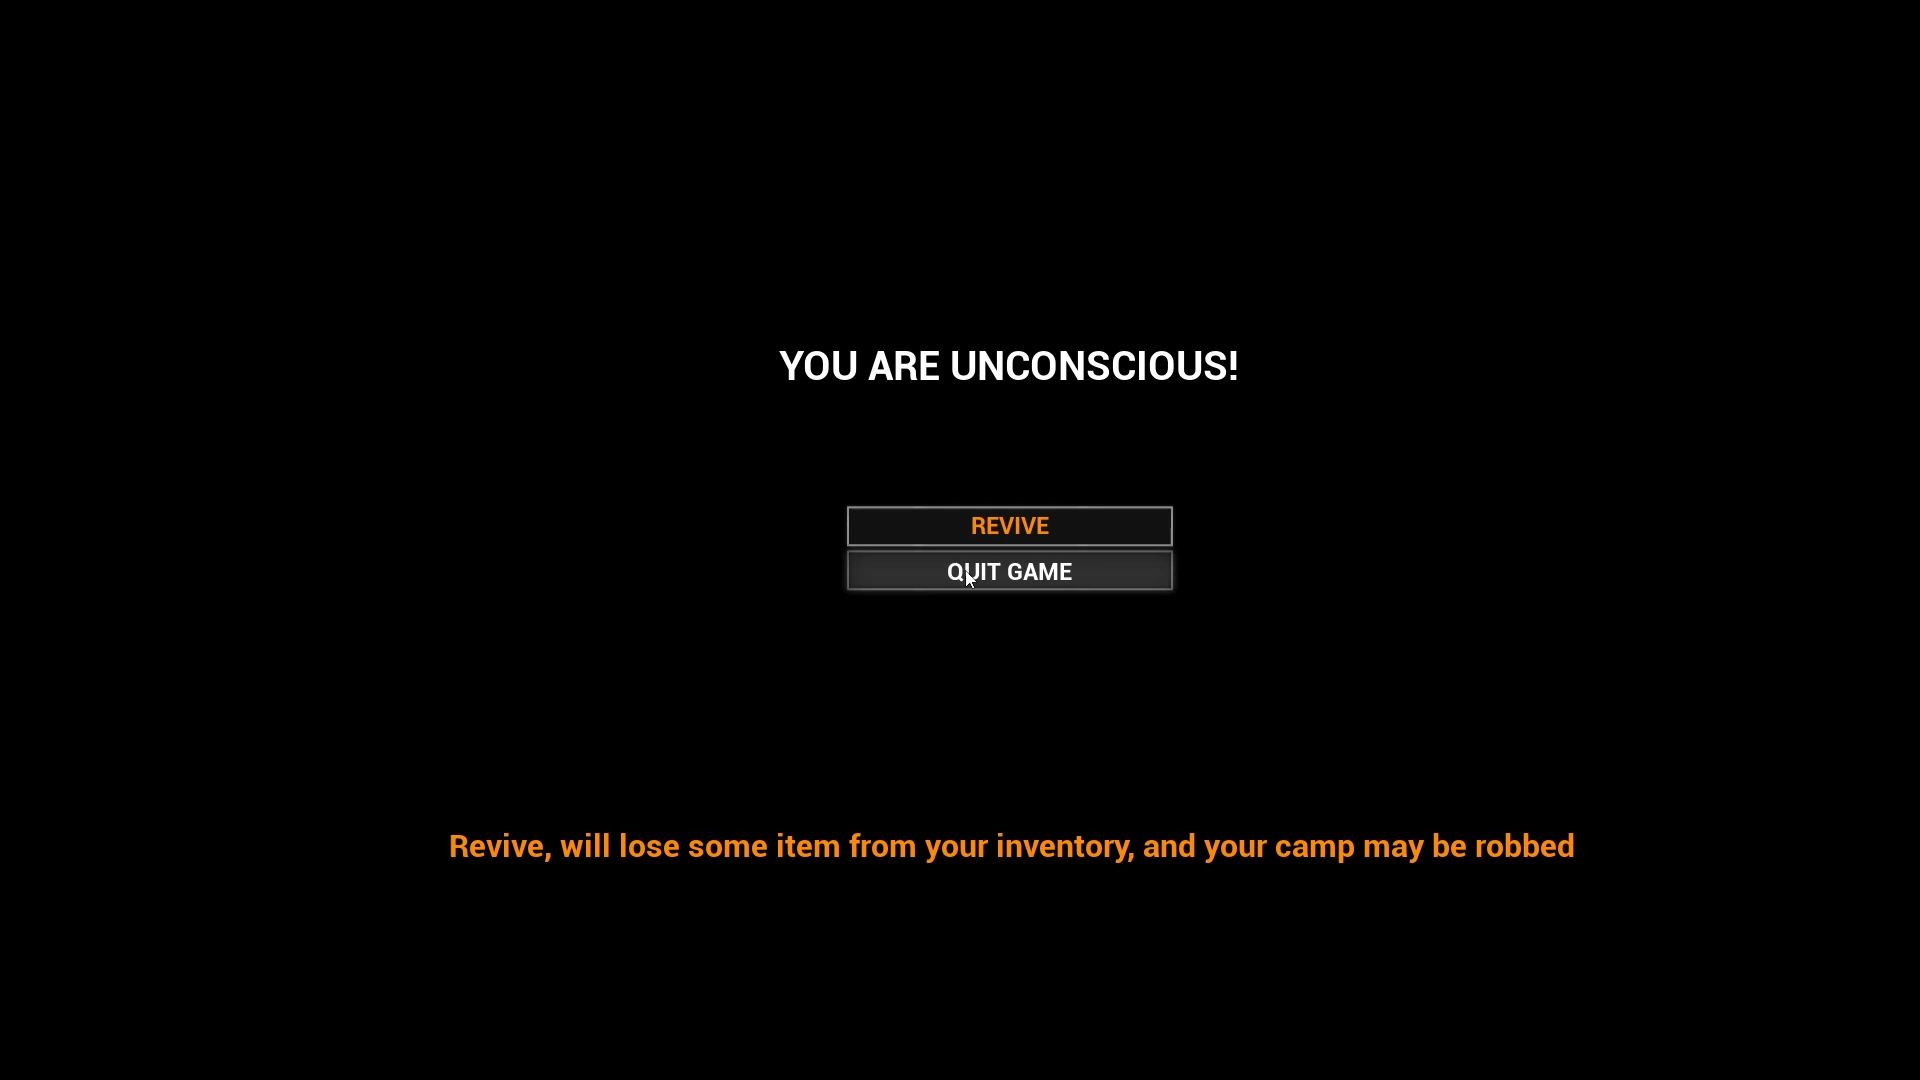 YOU ARE UNCONSCIOUS!
REVIVE
QUIT GAME
Revive, will lose some item from your inventory, and your camp may be robbed